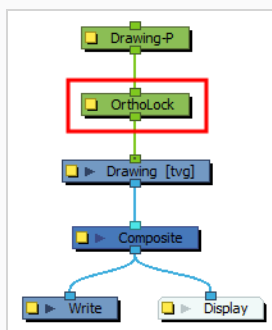 Drawing-P
OrthoLock
Drawing [tvg]
Composite
Write
Display